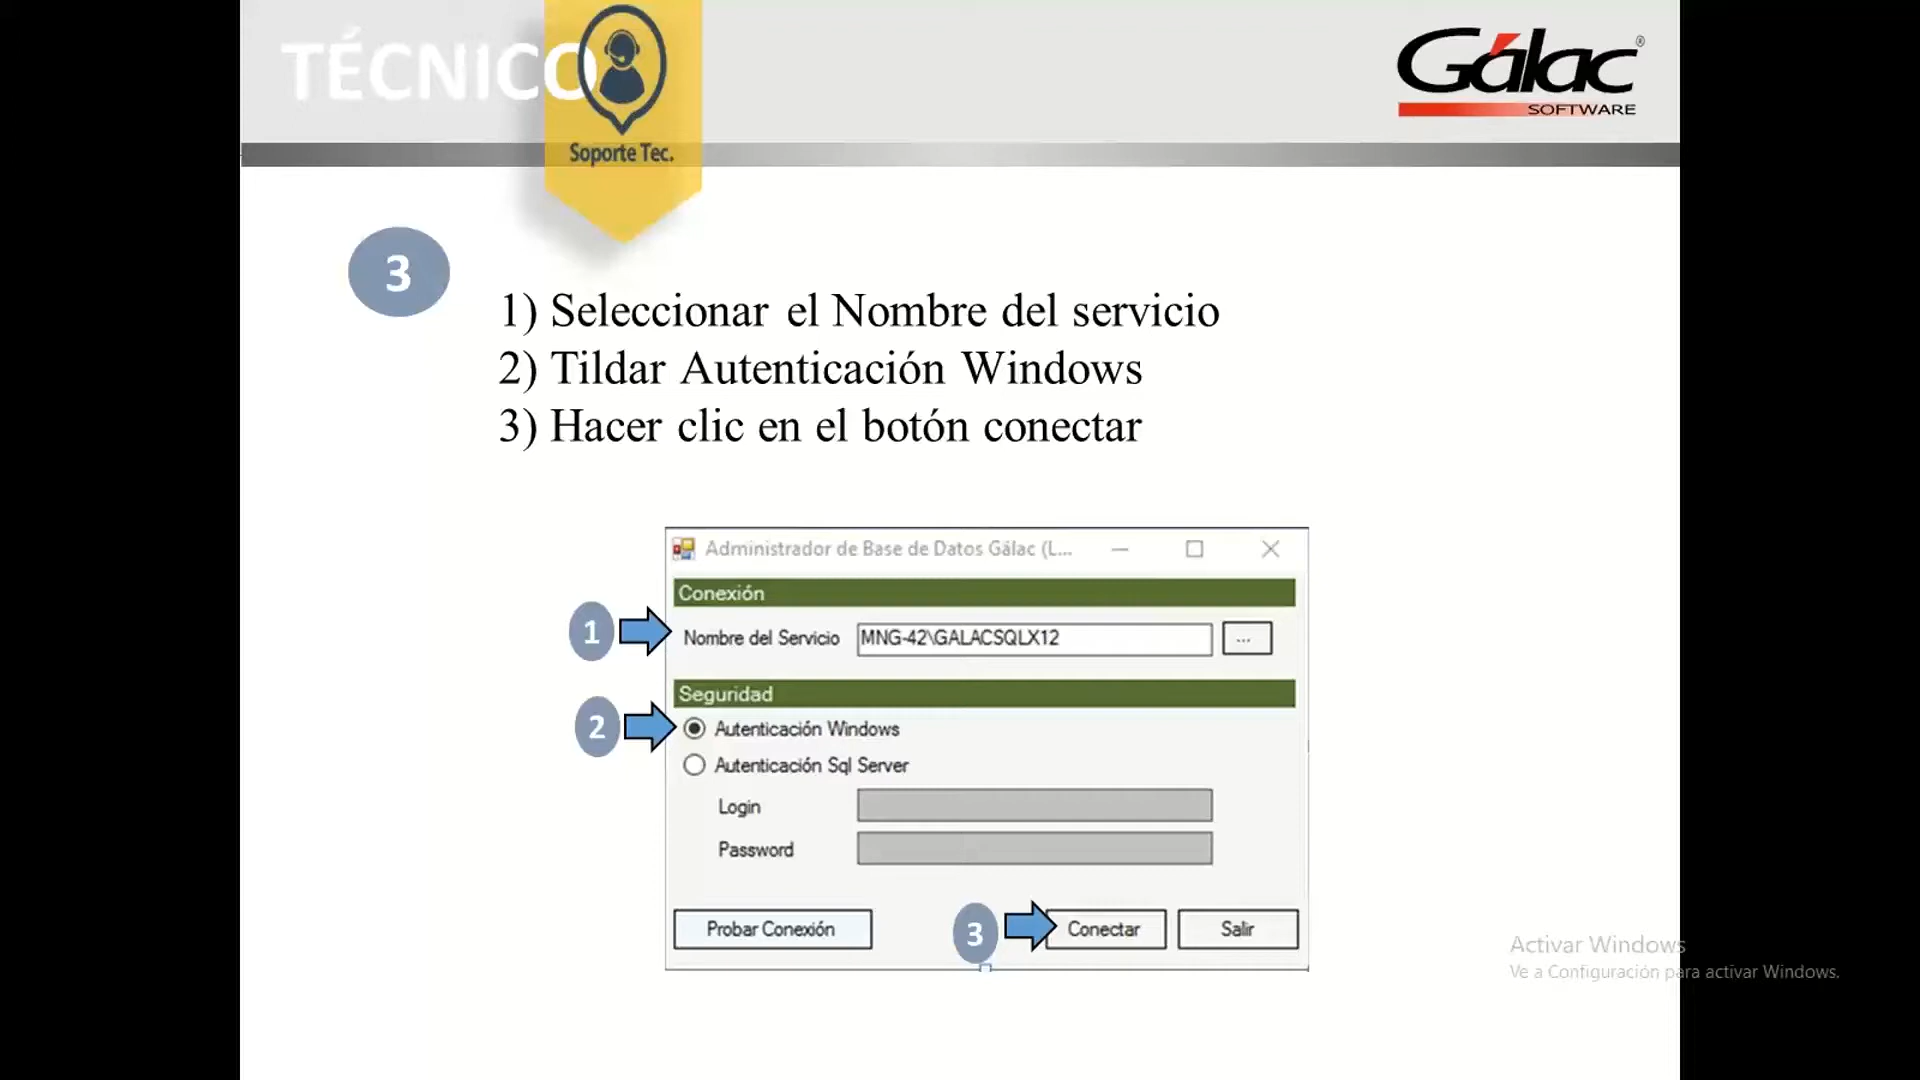 TÉCNICO
Soporte Tec.
Gálac®
SOFTWARE
3
1) Seleccionar el Nombre del servicio
2) Tildar Autenticación Windows
3) Hacer clic en el botón conectar
Administrador de Base de Datos Gálac (L...
Conexión
1
Nombre del Servicio MNG-42\GALACSQLX12 ...
Seguridad
2
Autenticación Windows
Autenticación Sql Server
Login
Password
Probar Conexión 3 Conectar Salir
Activar Windows
Ve a Configuración para activar Windows.